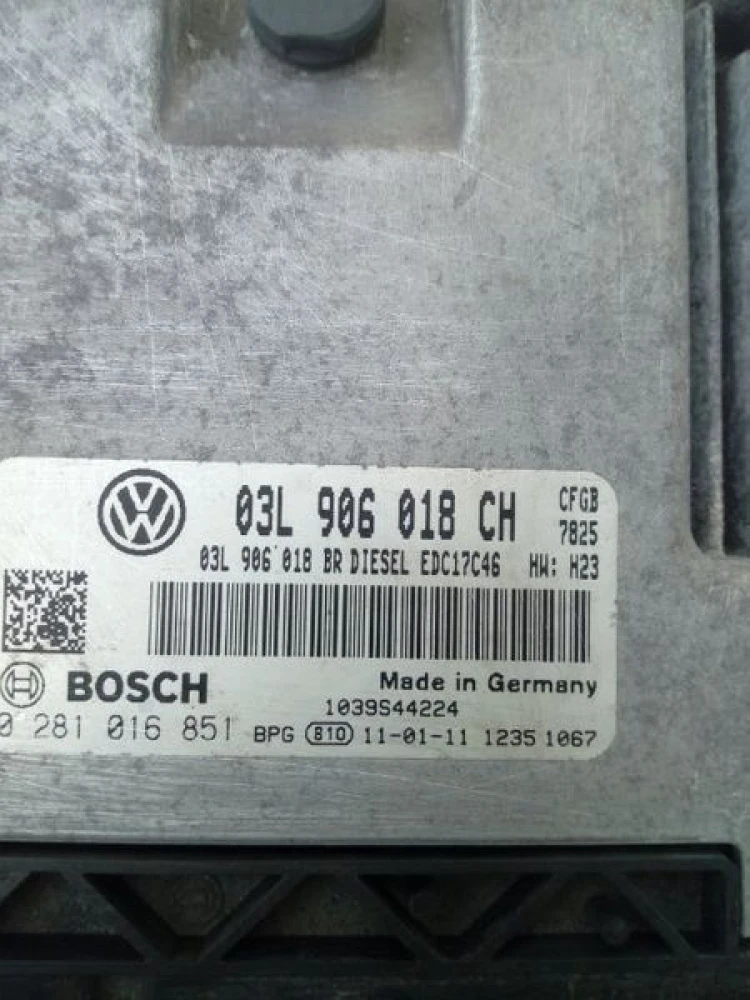 03L 906 018 CH CFGB
7825
03L 906 018 BR DIESEL EDC17C46 HW: H23
BOSCH Made in Germany
1039S44224
0 281 016 851 BPG 810 11-01-11 1235 1067